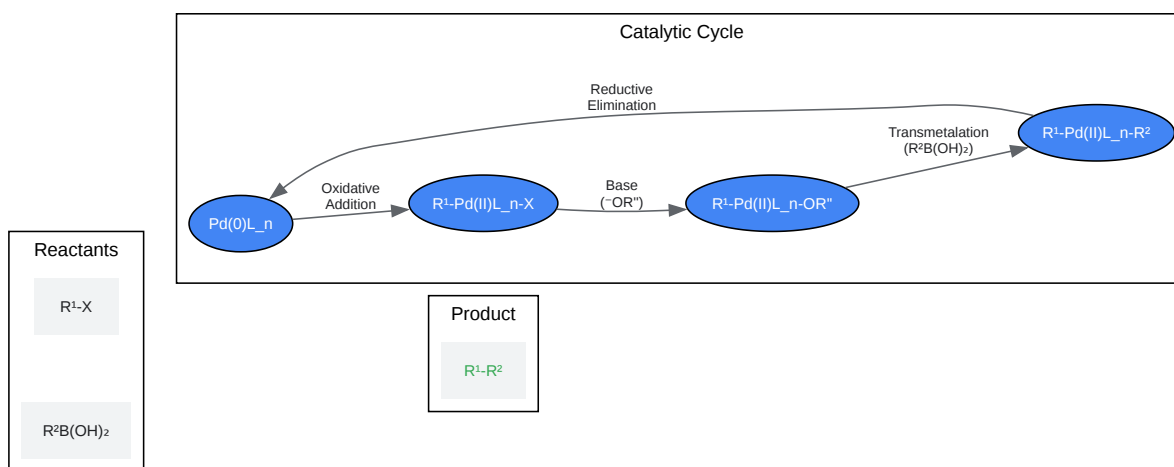 Catalytic Cycle
Reductive
Elimination
Transmetalation
(R²B(OH)₂)
R¹-Pd(II)L_n-R²
Oxidative
Addition
Base
(⁻OR")
Pd(0)L_n
R¹-Pd(II)L_n-X
R¹-Pd(II)L_n-OR"
Reactants
R¹-X
R²B(OH)₂
Product
R¹-R²